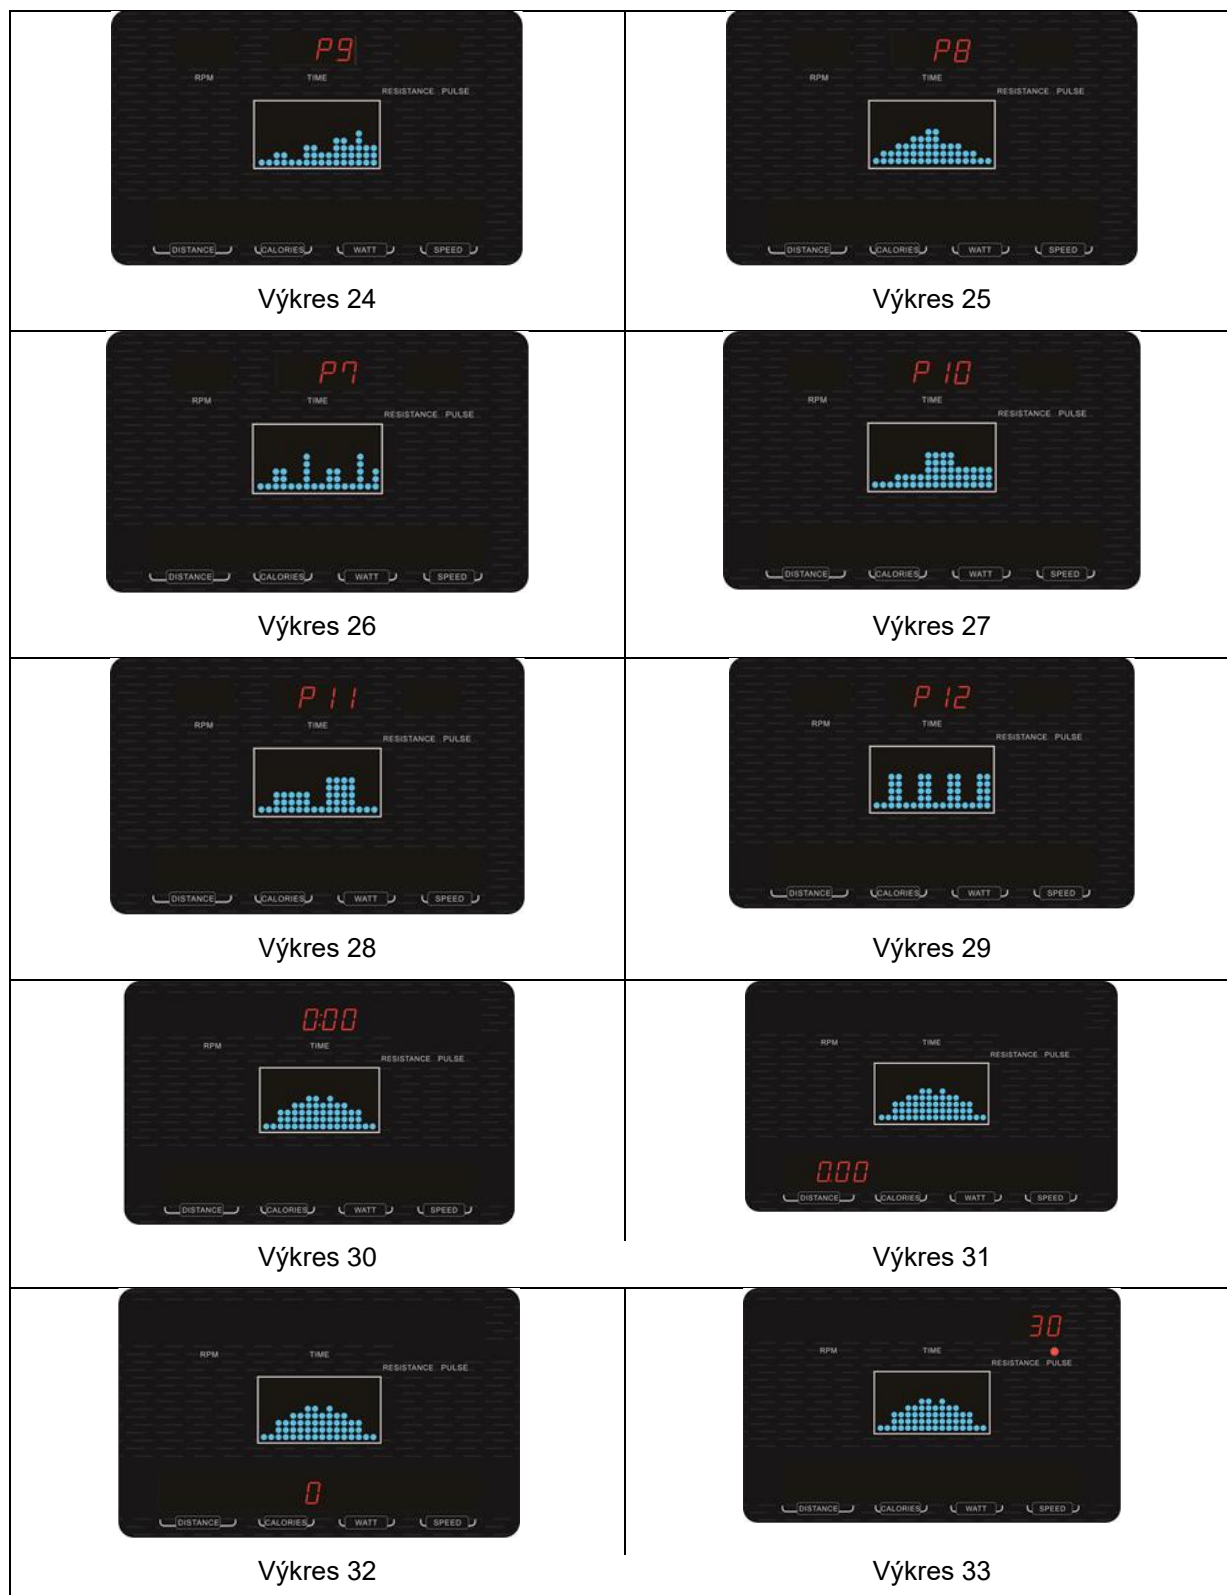 P9
RPM TIME
RESISTANCE PULSE
DISTANCE CALORIES WATT SPEED
Výkres 24
P8
RPM TIME
RESISTANCE PULSE
DISTANCE CALORIES WATT SPEED
Výkres 25
P7
RPM TIME
RESISTANCE PULSE
DISTANCE CALORIES WATT SPEED
Výkres 26
P10
RPM TIME
RESISTANCE PULSE
DISTANCE CALORIES WATT SPEED
Výkres 27
P11
RPM TIME
RESISTANCE PULSE
DISTANCE CALORIES WATT SPEED
Výkres 28
P12
RPM TIME
RESISTANCE PULSE
DISTANCE CALORIES WATT SPEED
Výkres 29
0:00
RPM TIME
RESISTANCE PULSE
DISTANCE CALORIES WATT SPEED
Výkres 30
RPM TIME
RESISTANCE PULSE
0.00
DISTANCE CALORIES WATT SPEED
Výkres 31
RPM TIME
RESISTANCE PULSE
0
DISTANCE CALORIES WATT SPEED
Výkres 32
30
RPM TIME
RESISTANCE PULSE
DISTANCE CALORIES WATT SPEED
Výkres 33